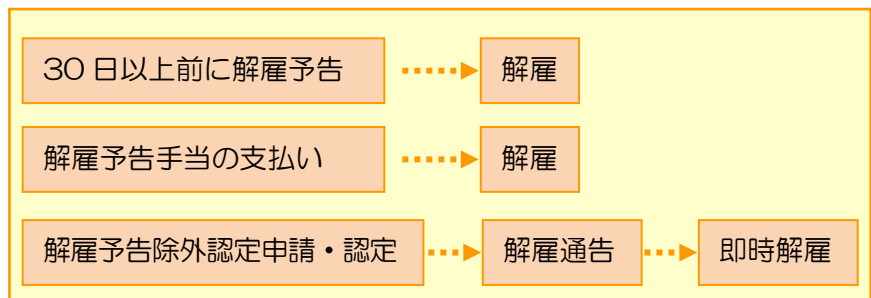 30日以上前に解雇予告 解雇
解雇予告手当の支払い 解雇
解雇予告除外認定申請・認定 解雇通告 即時解雇